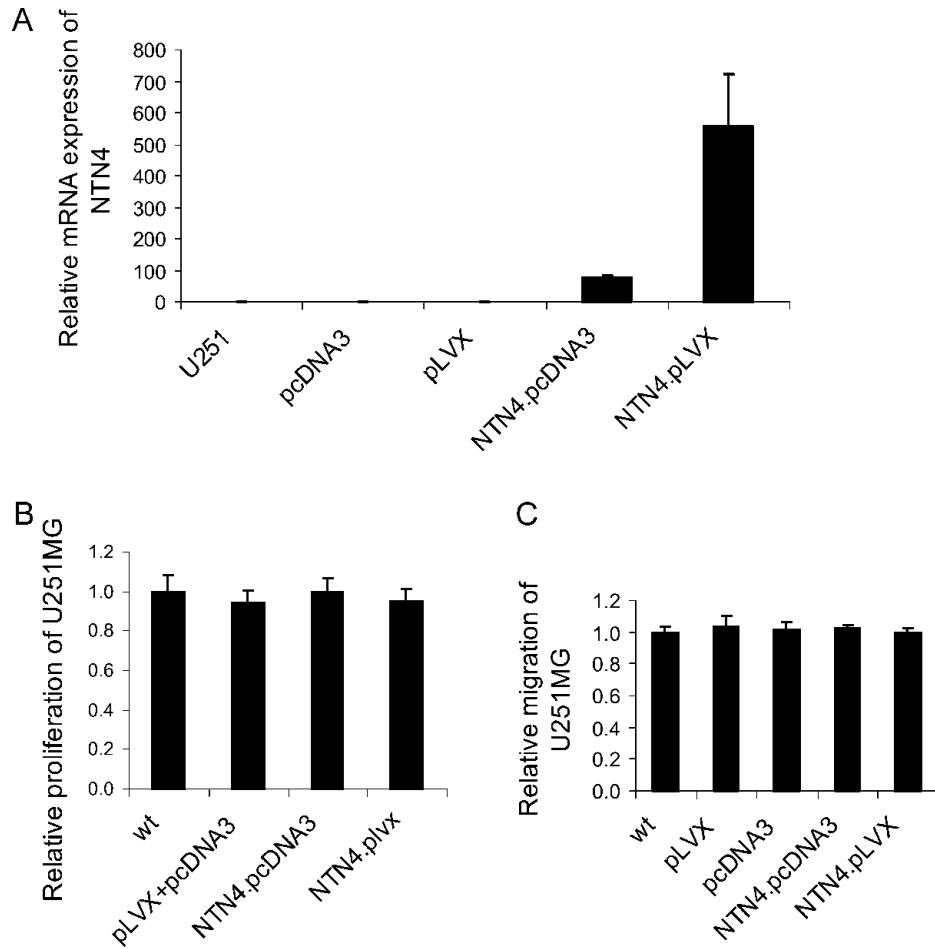 A
Relative mRNA expression of
NTN4
800
700
600
500
400
300
200
100
0
U251
pcDNA3
pLVX
NTN4.pcDNA3
NTN4.pLVX
B
Relative proliferation of U251MG
1.2
1.0
0.8
0.6
0.4
0.2
0.0
wt
pLVX+pcDNA3
NTN4.pcDNA3
NTN4.plvx
C
Relative migration of
U251MG
1.2
1.0
0.8
0.6
0.4
0.2
0.0
wt
pLVX
pcDNA3
NTN4.pcDNA3
NTN4.pLVX